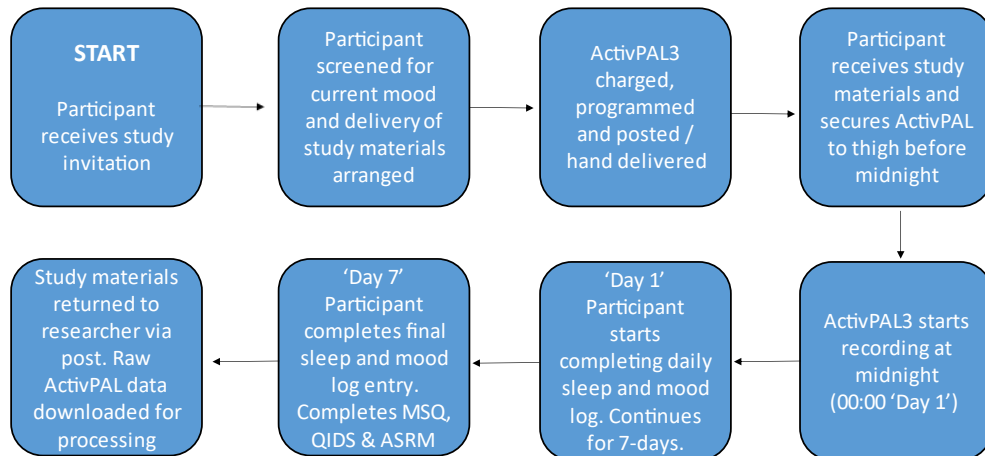 START
Participant
receives study
invitation
Participant
screened for
current mood
and delivery of
study materials
arranged
ActivPAL3
charged,
programmed
and posted /
hand delivered
Participant
receives study
materials and
secures ActivPAL
to thigh before
midnight
ActivPAL3 starts
recording at
midnight
(00:00 ‘Day 1’)
‘Day 1’
Participant
starts
completing daily
sleep and mood
log. Continues
for 7-days.
‘Day 7’
Participant
completes final
sleep and mood
log entry.
Completes MSQ,
QIDS & ASRM
Study materials
returned to
researcher via
post. Raw
ActivPAL data
downloaded for
processing